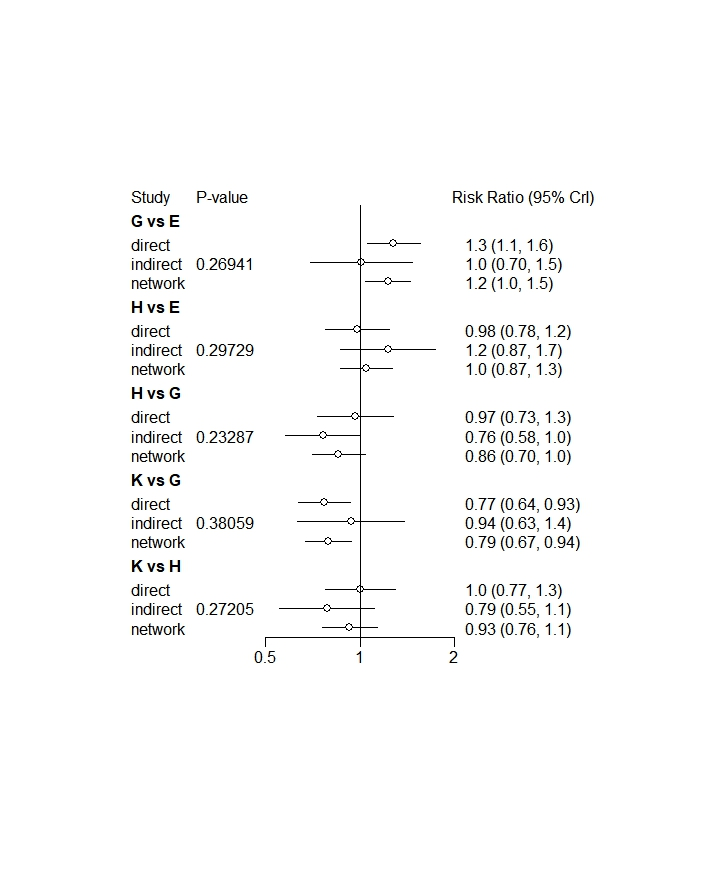 Study P-value Risk Ratio (95% CrI)
G vs E
direct 1.3 (1.1, 1.6)
indirect 0.26941 1.0 (0.70, 1.5)
network 1.2 (1.0, 1.5)
H vs E
direct 0.98 (0.78, 1.2)
indirect 0.29729 1.2 (0.87, 1.7)
network 1.0 (0.87, 1.3)
H vs G
direct 0.97 (0.73, 1.3)
indirect 0.23287 0.76 (0.58, 1.0)
network 0.86 (0.70, 1.0)
K vs G
direct 0.77 (0.64, 0.93)
indirect 0.38059 0.94 (0.63, 1.4)
network 0.79 (0.67, 0.94)
K vs H
direct 1.0 (0.77, 1.3)
indirect 0.27205 0.79 (0.55, 1.1)
network 0.93 (0.76, 1.1)
0.5 1 2